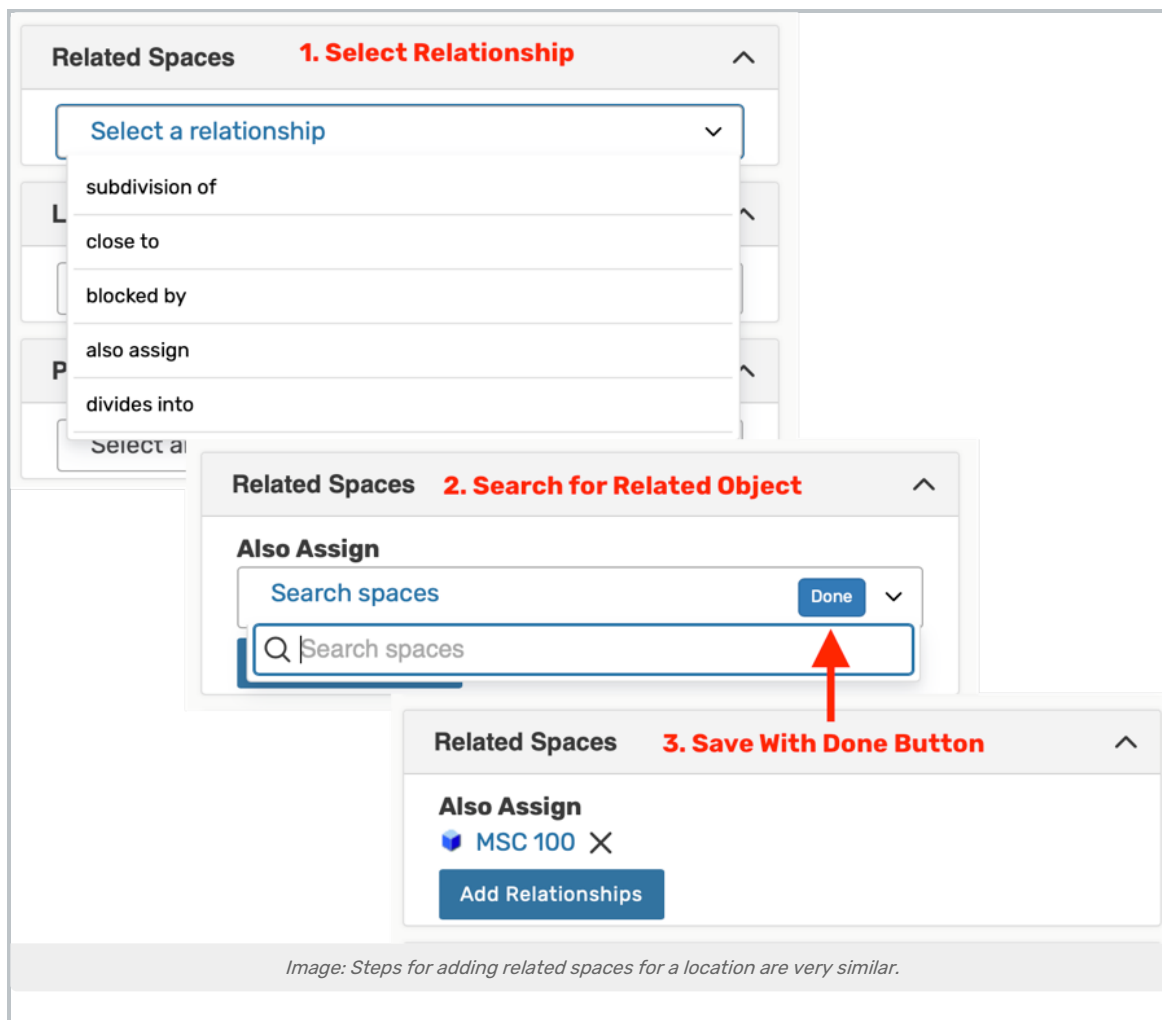 Related Spaces 1. Select Relationship
Select a relationship
subdivision of
L
close to
blocked by
also assign
P
divides into
Related Spaces 2. Search for Related Object
Also Assign
Search spaces Done
Search spaces
Related Spaces 3. Save With Done Button
Also Assign
MSC 100
Add Relationships
Image: Steps for adding related spaces for a location are very similar.